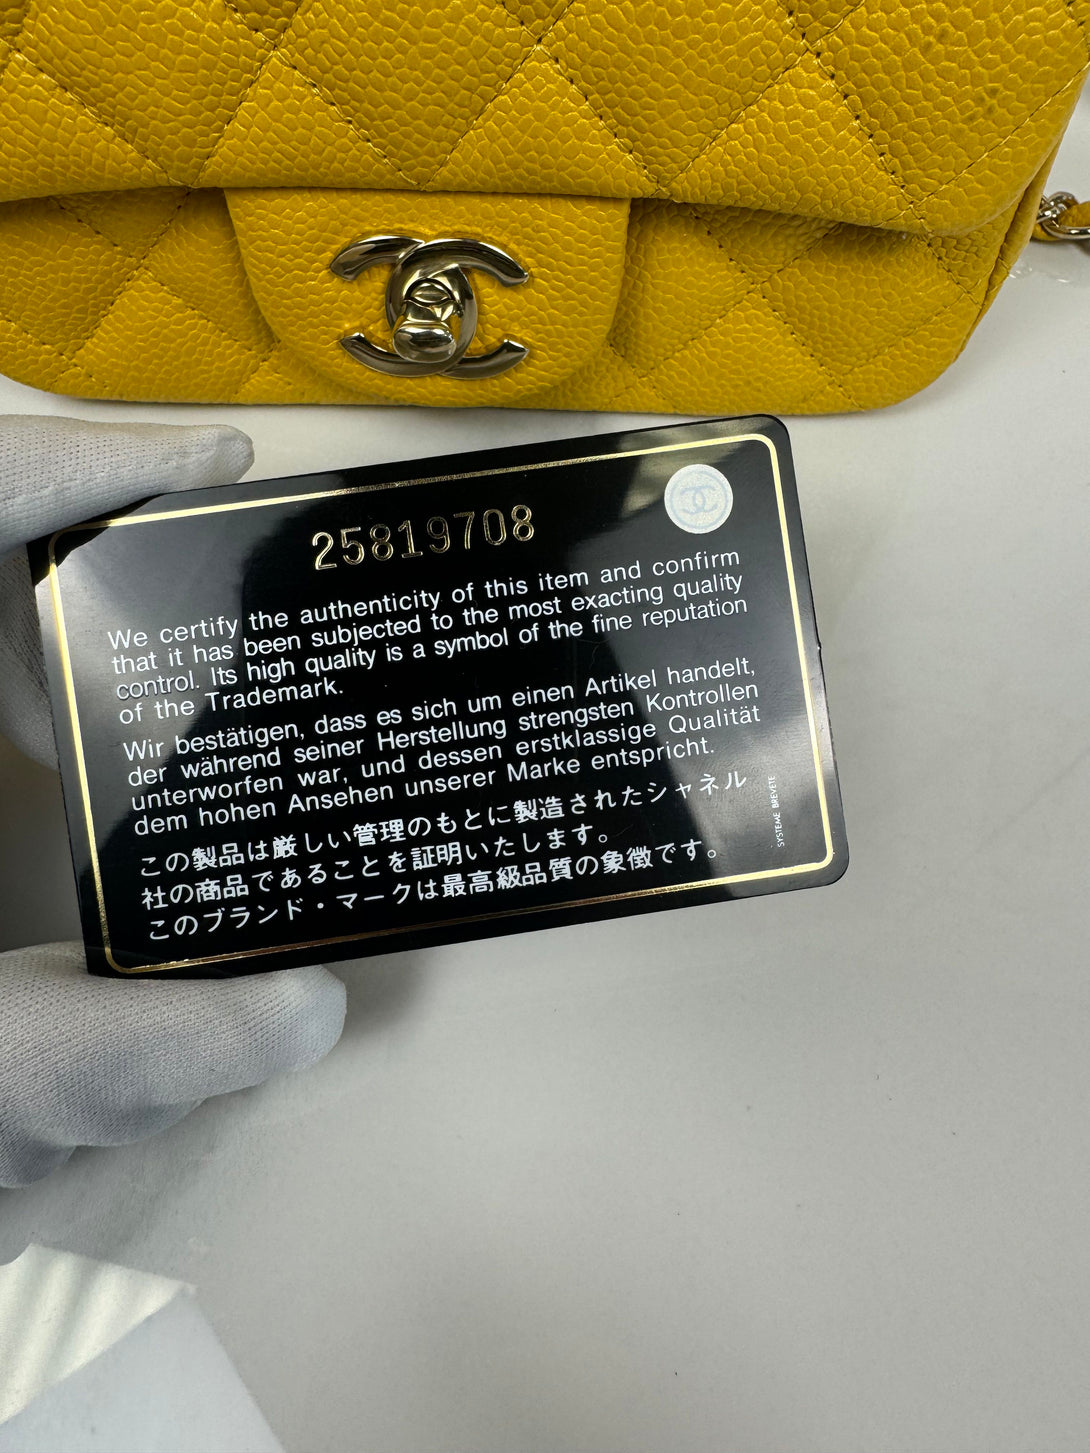 25819708
We certify the authenticity of this item and confirm
that it has been subjected to the most exacting quality
control. Its high quality is a symbol of the fine reputation
of the Trademark.
Wir bestätigen, dass es sich um einen Artikel handelt,
der während seiner Herstellung strengsten Kontrollen
unterworfen war, und dessen erstklassige Qualität
dem hohen Ansehen unserer Marke entspricht.
この製品は厳しい管理のもとに製造されたシャネル
社の商品であることを証明いたします。
このブランド・マークは最高級品質の象徴です。
SYSTEME BREVETE